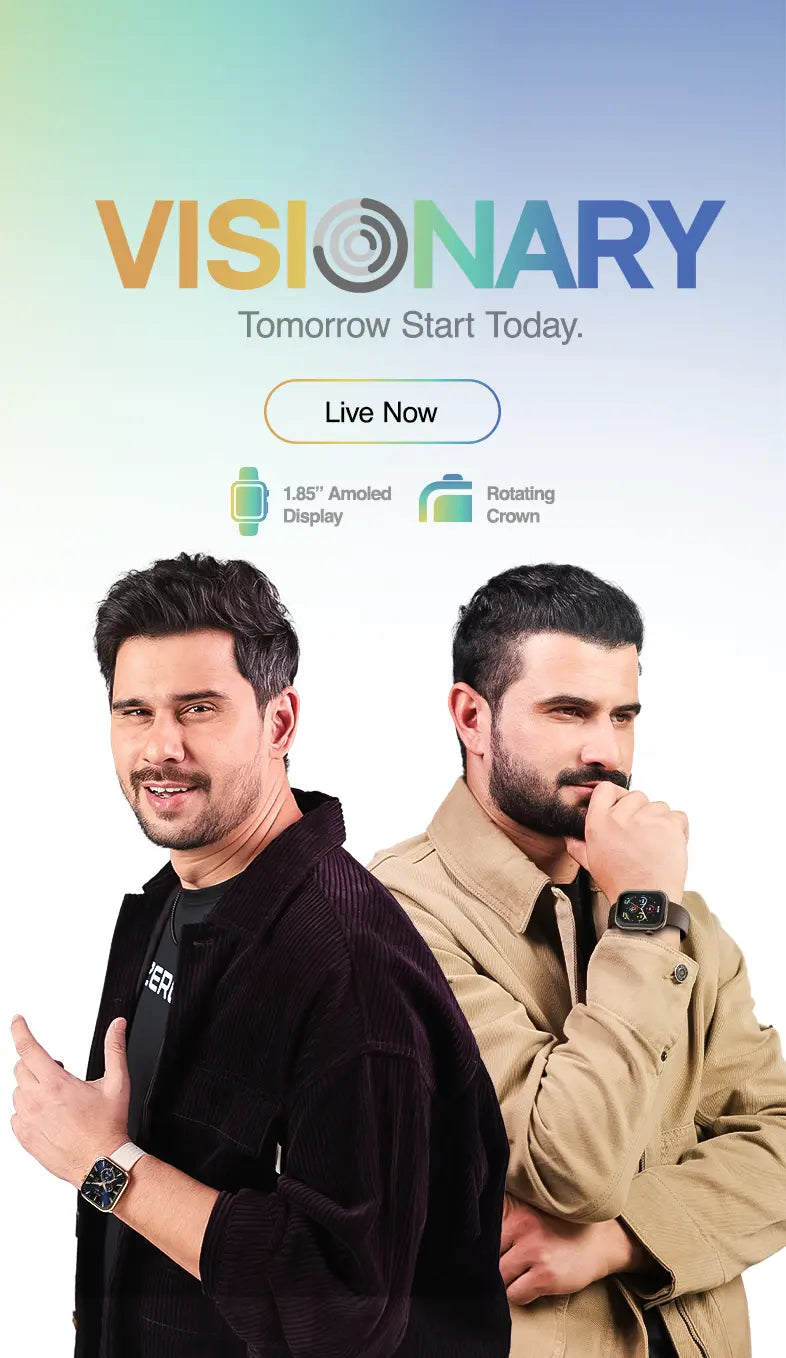 VISIONARY
Tomorrow Start Today.
Live Now
1.85” Amoled
Display
Rotating
Crown